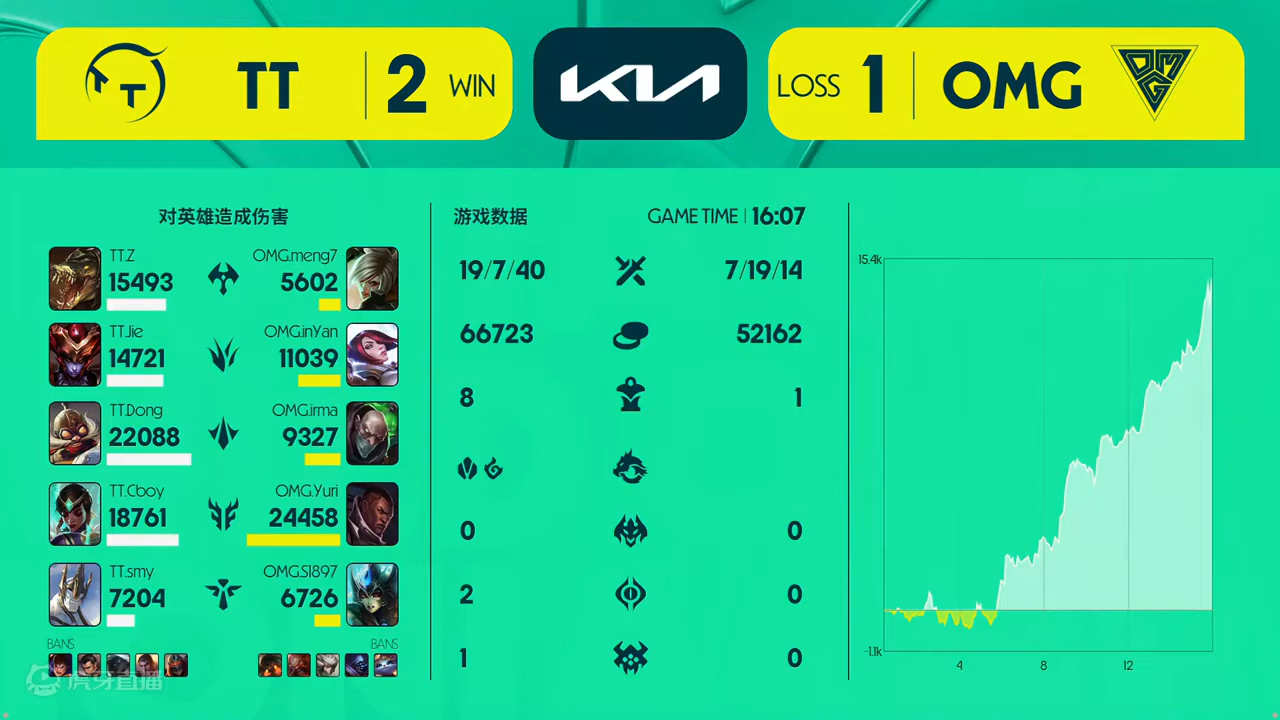 TT
TT
2
WIN
KIA
LOSS
1
OMG
OMG
对英雄造成伤害
TT.Z
15493
OMG.meng7
5602
TT.Jie
14721
OMG.inYan
11039
TT.Dong
22088
OMG.irma
9327
TT.Cboy
18761
OMG.Yuri
24458
TT.smy
7204
OMG.S1897
6726
BANS
BANS
虎牙直播
游戏数据
GAME TIME | 16:07
19/7/40
7/19/14
66723
52162
8
1
0
0
2
0
1
0
15.4k
-1.1k
4
8
12